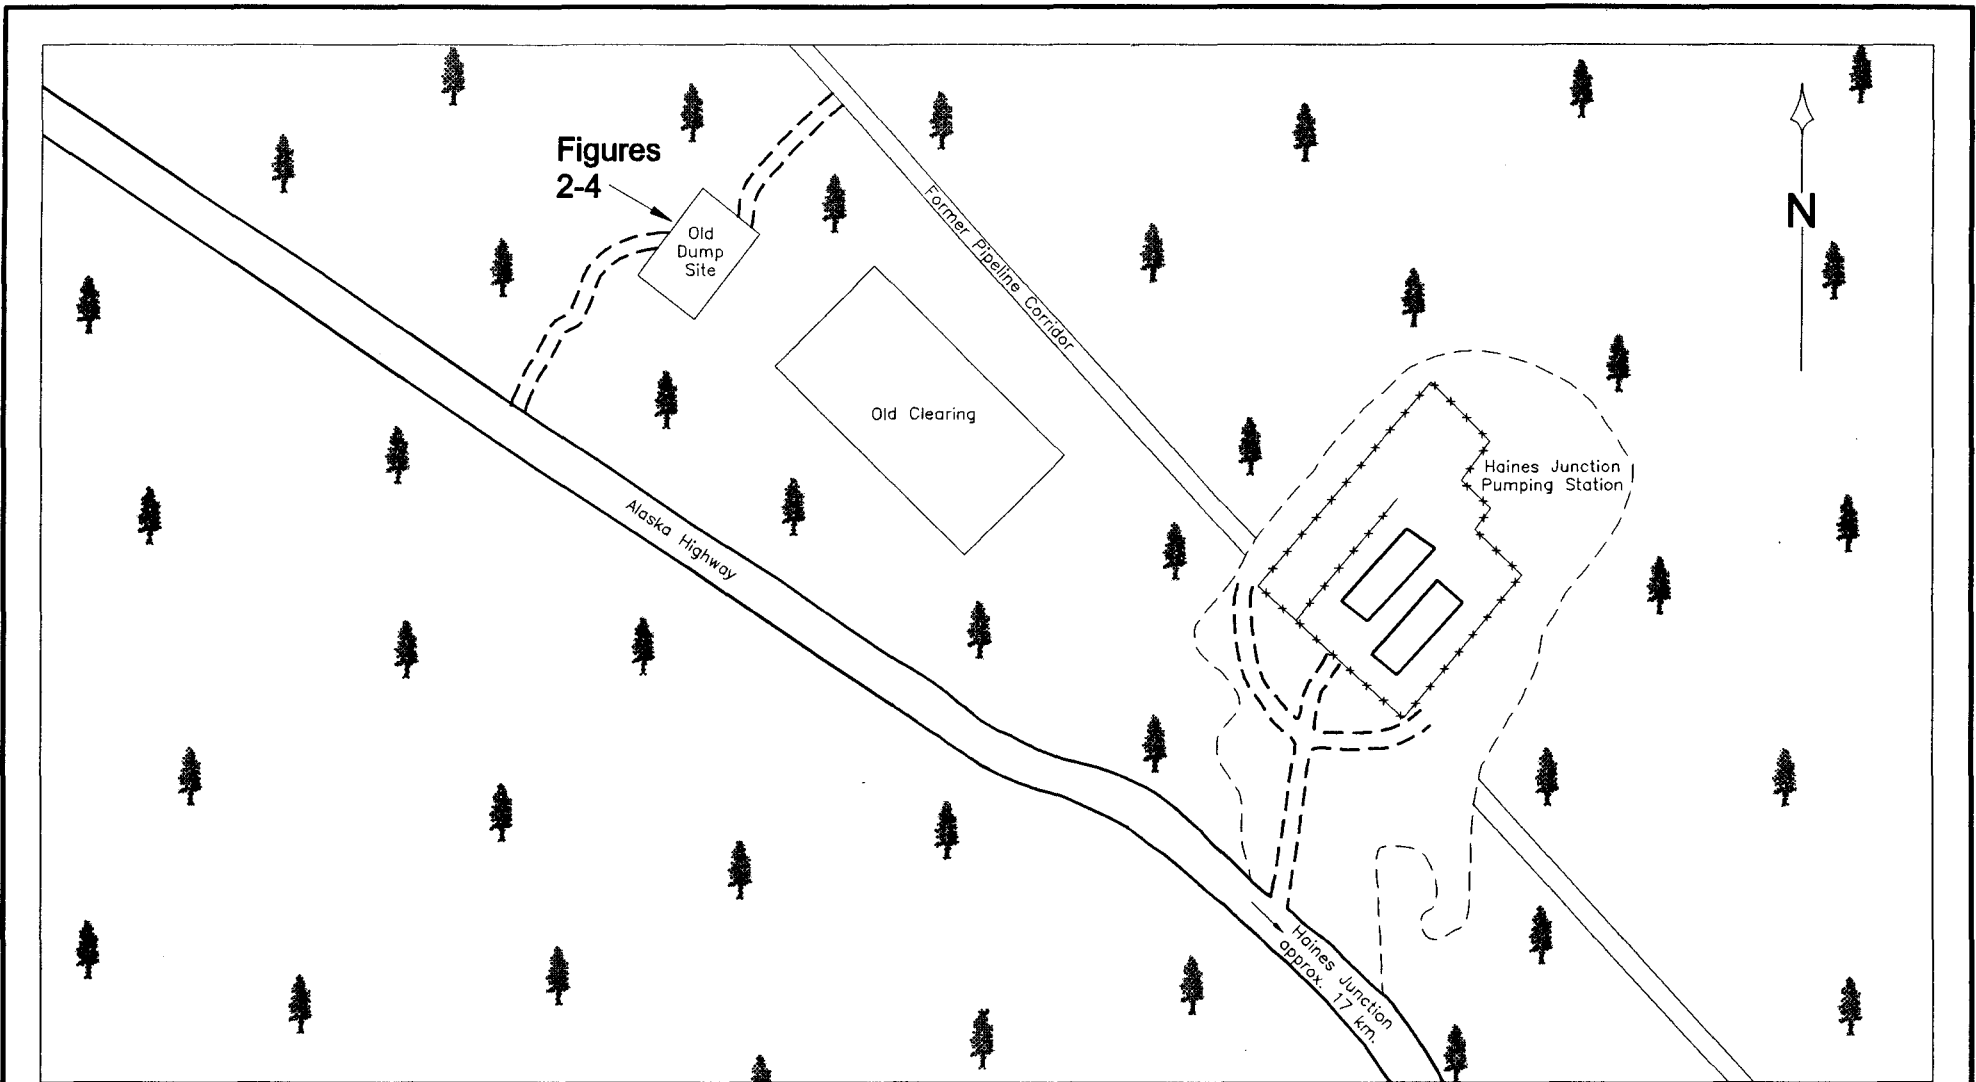 Figures
2-4
Old
Dump
Site
Former Pipeline Corridor
N
Old Clearing
Haines Junction
Pumping Station
Alaska Highway
Haines Junction
approx. 17 km.